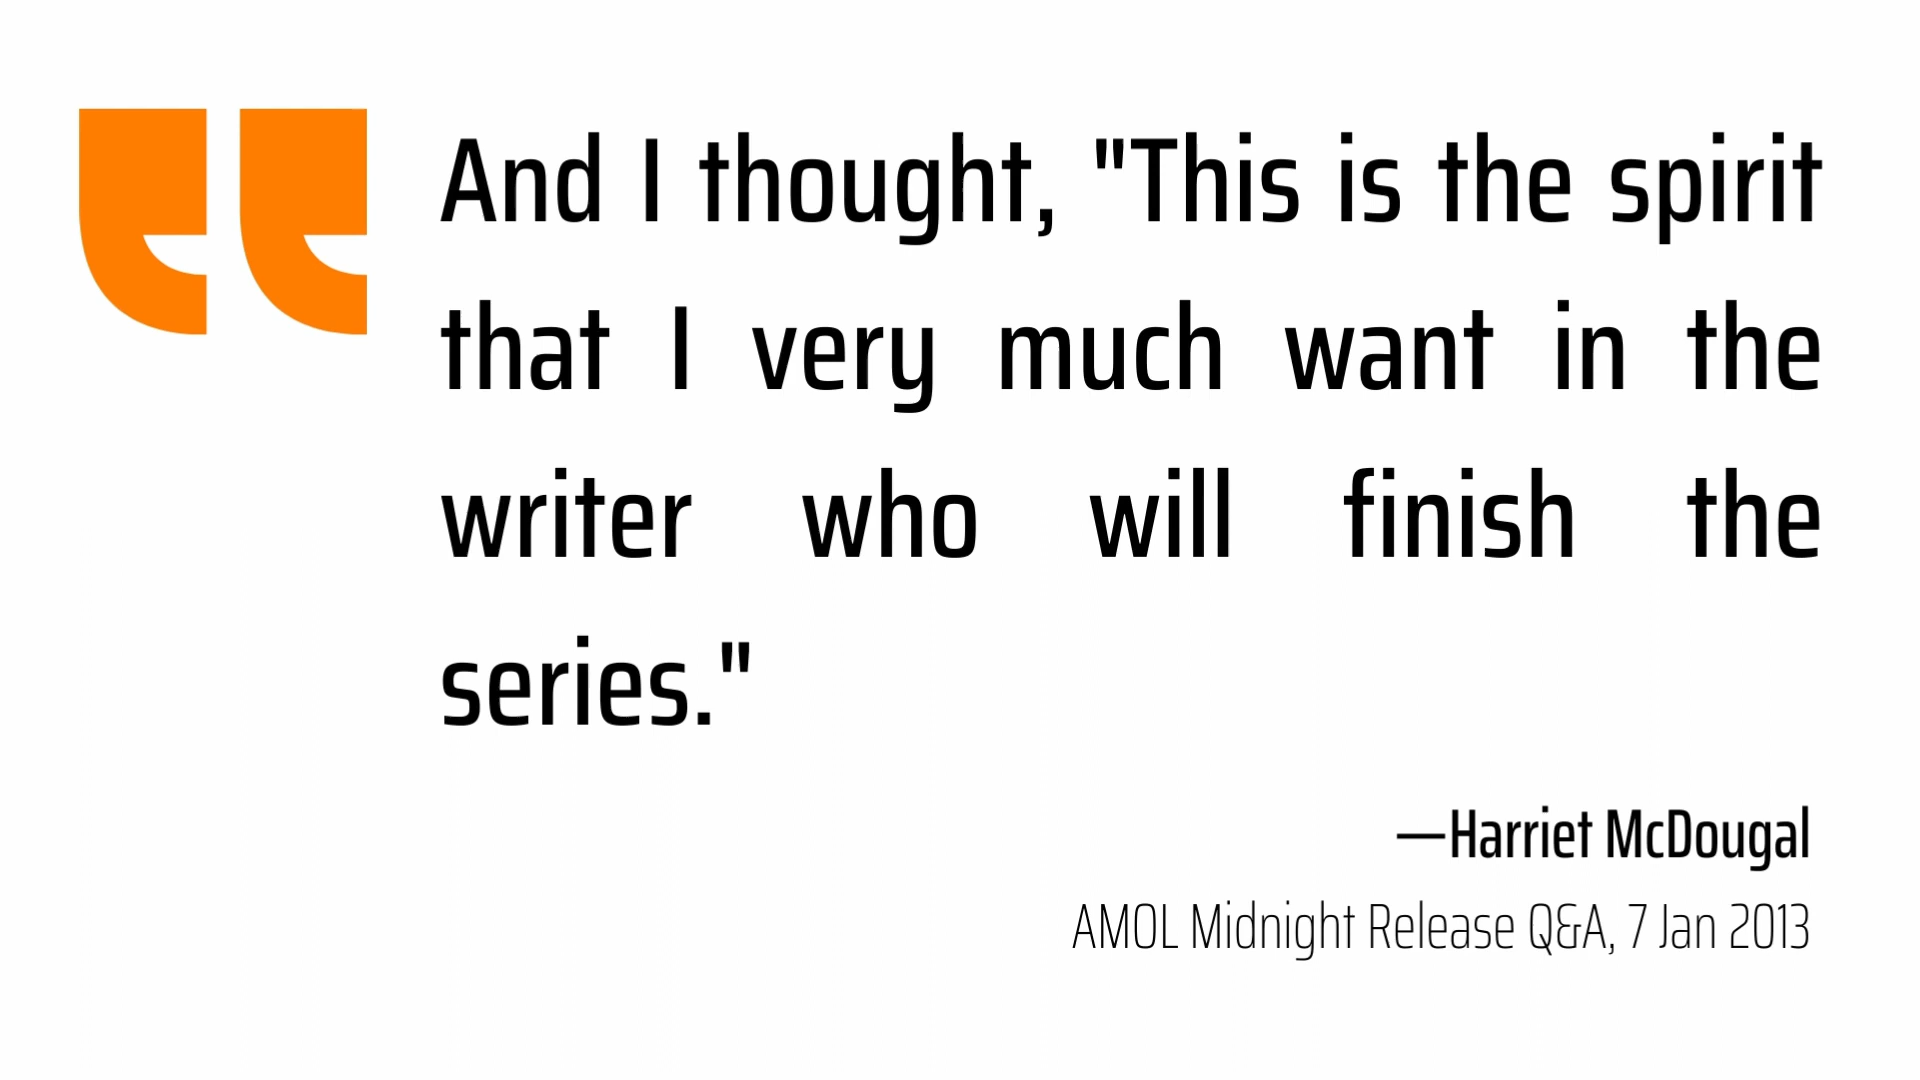 And I thought, "This is the spirit
that I very much want in the
writer who will finish the
series."
—Harriet McDougal
AMOL Midnight Release Q&A, 7 Jan 2013